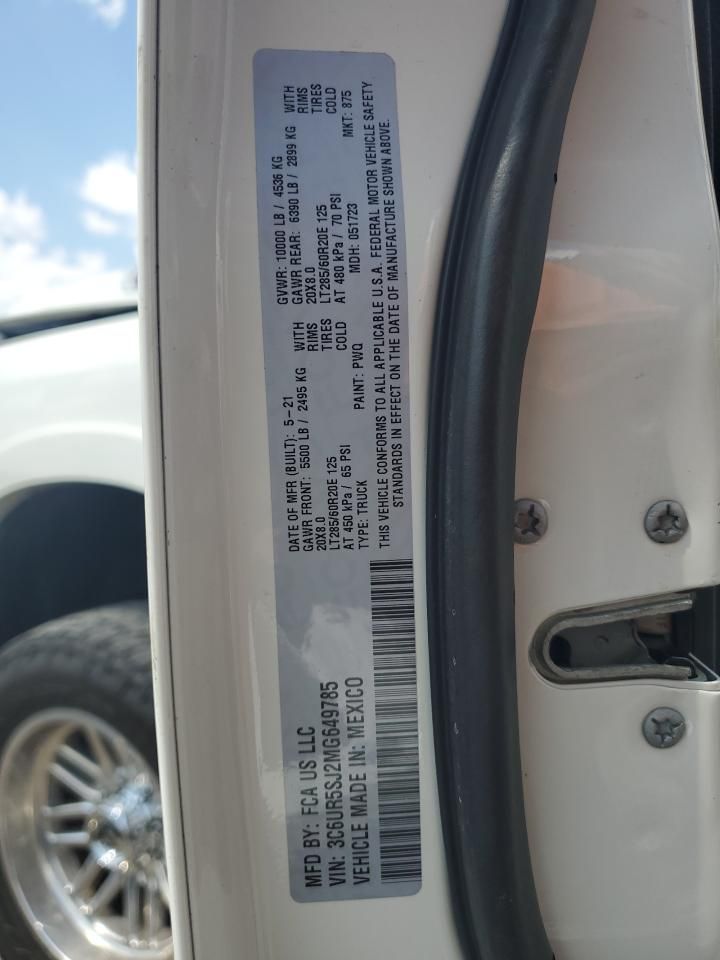 MFD BY: FCA US LLC
VIN: 3C6UR5SJ2MG649785
VEHICLE MADE IN: MEXICO
DATE OF MFR (BUILT): 5-21 GVWR: 10000 LB / 4536 KG
GAWR FRONT: 5500 LB / 2495 KG WITH GAWR REAR: 6390 LB / 2899 KG WITH
20X8.0 RIMS 20X8.0 RIMS
LT285/60R20E 125 TIRES LT285/60R20E 125 TIRES
AT 450 kPa / 65 PSI COLD AT 480 kPa / 70 PSI COLD
TYPE: TRUCK PAINT: PWQ MDH: 051723 MKT: 875
THIS VEHICLE CONFORMS TO ALL APPLICABLE U.S.A. FEDERAL MOTOR VEHICLE SAFETY
STANDARDS IN EFFECT ON THE DATE OF MANUFACTURE SHOWN ABOVE.